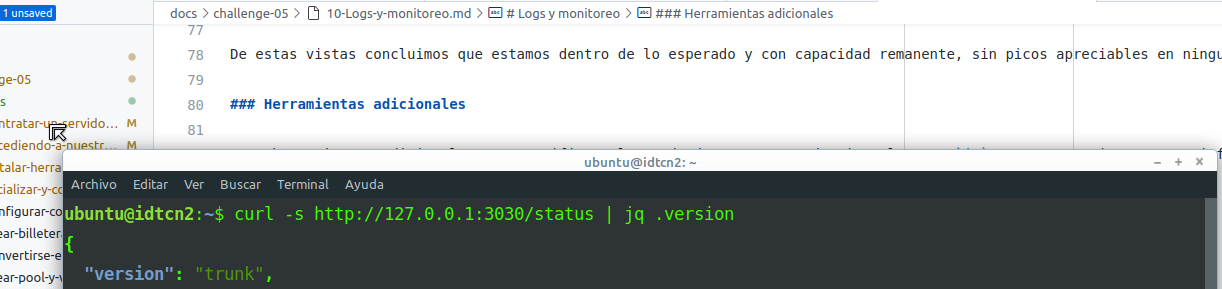 1 unsaved
docs > challenge-05 > 10-Logs-y-monitoreo.md > # Logs y monitoreo > ### Herramientas adicionales
77
78 De estas vistas concluimos que estamos dentro de lo esperado y con capacidad remanente, sin picos apreciables en ningu
79
ge-05
80 ### Herramientas adicionales
s
81
ntratar-un-servido... M
cediendo-a-nuestr... M
talar-herra
cializar-y-co
nfigurar-co
ear-billeter
nvertirse-e
ear-pool-y-v
ubuntu@idtcn2: ~
Archivo Editar Ver Buscar Terminal Ayuda
ubuntu@idtcn2:~$ curl -s http://127.0.0.1:3030/status | jq .version
{
"version": "trunk",